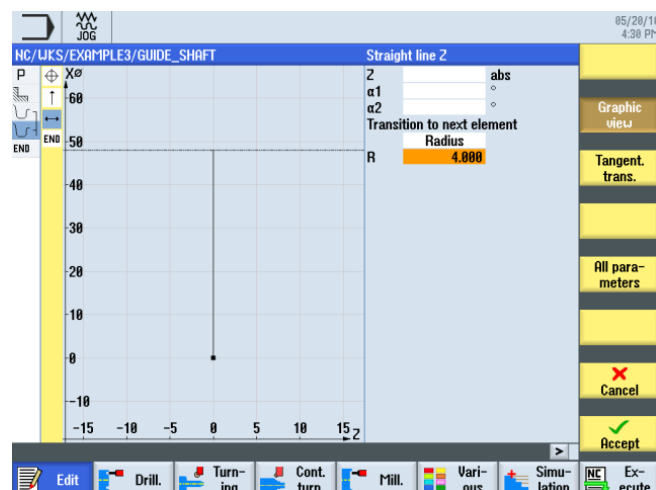 JOG
05/20/1
4:30 PM
NC/WKS/EXAMPLE3/GUIDE_SHAFT
Straight line Z
P
END
END
XØ
60
50
40
30
20
10
0
-10
-15 -10 -5 0 5 10 15 Z
Z abs
α1 °
α2 °
Transition to next element
Radius
R 4.000
Graphic
view
Tangent.
trans.
All para-
meters
Cancel
Accept
>
Edit
Drill.
Turn-
ing
Cont.
turn
Mill.
Vari-
ous
Simu-
lation
NC
Ex-
ecute